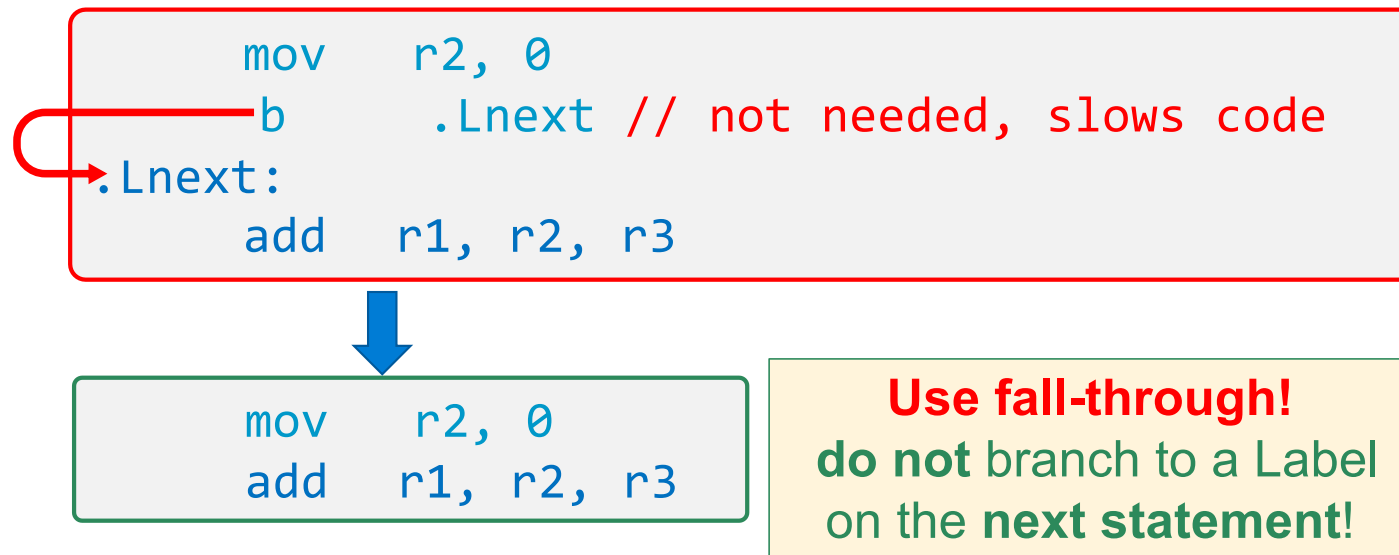 mov r2, 0
b .Lnext // not needed, slows code
.Lnext:
add r1, r2, r3
mov r2, 0
add r1, r2, r3
Use fall-through!
do not branch to a Label
on the next statement!